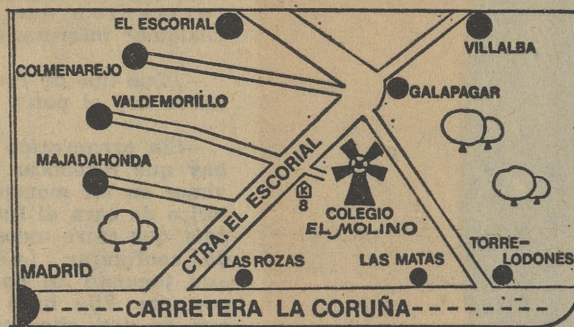 EL ESCORIAL
VILLALBA
COLMENAREJO
GALAPAGAR
VALDEMORILLO
MAJADAHONDA
CTRA. EL ESCORIAL
K
8
COLEGIO
EL MOLINO
TORRE-
LODONES
LAS ROZAS
LAS MATAS
MADRID
CARRETERA LA CORUÑA